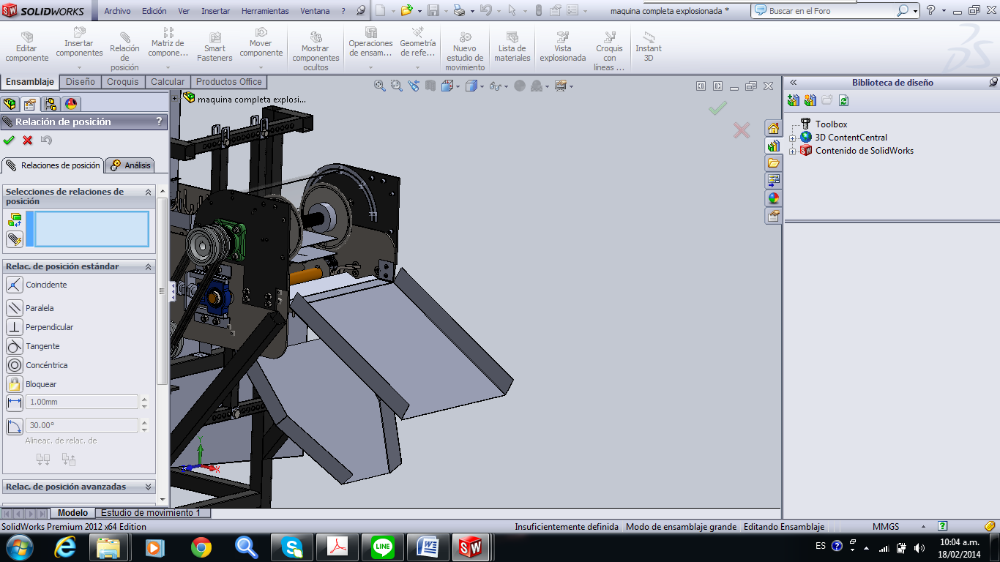 SOLIDWORKS
Archivo Edición Ver Insertar Herramientas Ventana ?
maquina completa explosionada *
Buscar en el Foro
Editar componente
Insertar componentes
Relación de posición
Matriz de compone...
Smart Fasteners
Mover componente
Mostrar componentes ocultos
Operaciones de ensam...
Geometría de refe...
Nuevo estudio de movimiento
Lista de materiales
Vista explosionada
Croquis con líneas ...
Instant 3D
Ensamblaje Diseño Croquis Calcular Productos Office
maquina completa explosi...
Relación de posición ?
Relaciones de posición Análisis
Selecciones de relaciones de
posición
Relac. de posición estándar
Coincidente
Paralela
Perpendicular
Tangente
Concéntrica
Bloquear
1.00mm
30.00°
Alineac. de relac. de
Relac. de posición avanzadas
Y
X
Biblioteca de diseño
Toolbox
3D ContentCentral
Contenido de SolidWorks
Modelo Estudio de movimiento 1
SolidWorks Premium 2012 x64 Edition
Insuficientemente definida Modo de ensamblaje grande Editando Ensamblaje MMGS
LINE
ES
10:04 a.m.
18/02/2014